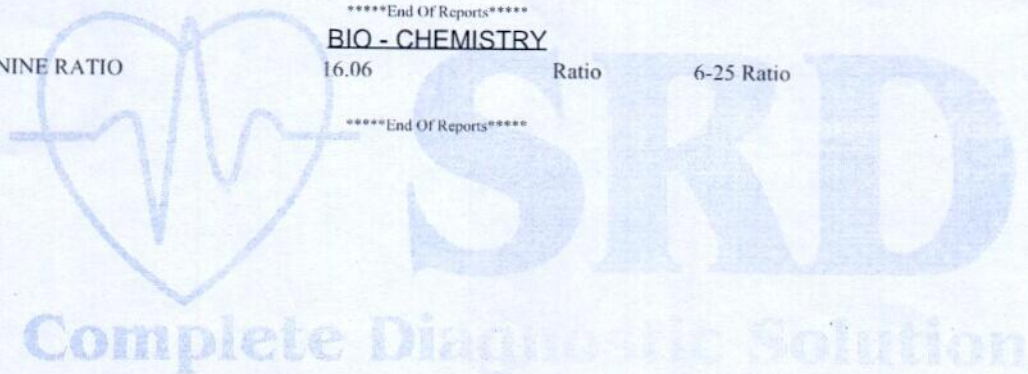 *****End Of Reports*****
BIO - CHEMISTRY
NINE RATIO 16.06 Ratio 6-25 Ratio
*****End Of Reports*****
SRD
Complete Diagnostic Solution